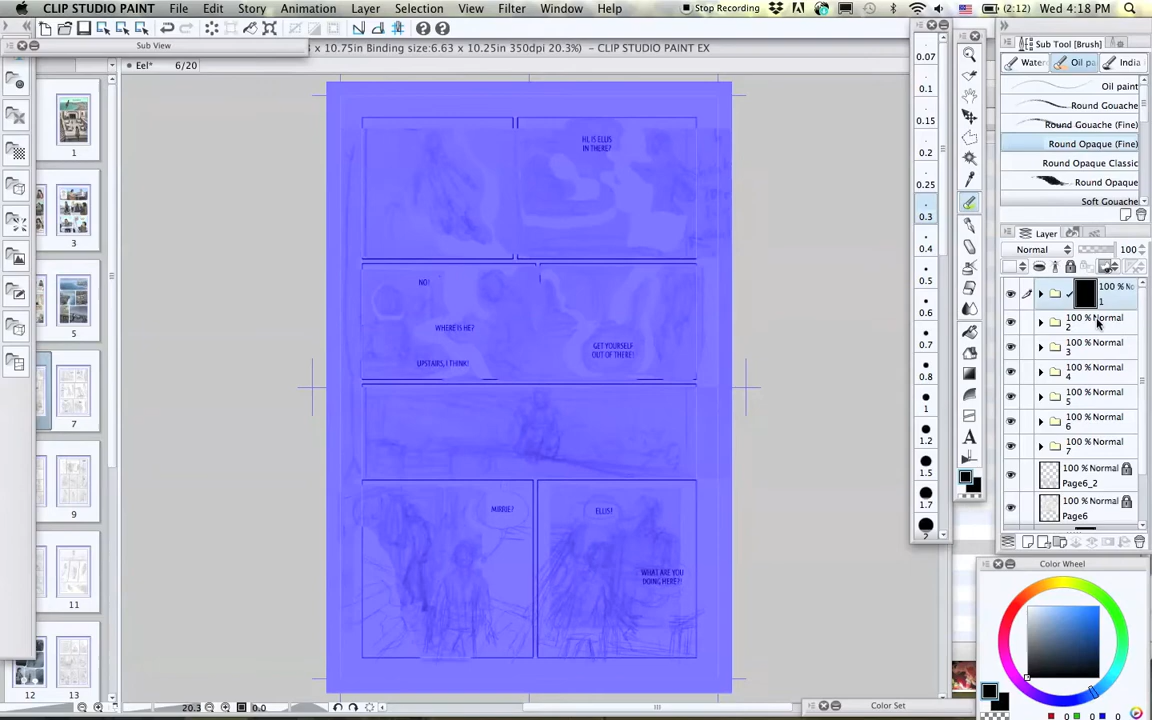 CLIP STUDIO PAINT File Edit Story Animation Layer Selection View Filter Window Help Stop Recording (2:12) Wed 4:18 PM
Sub View
x 10.75in Binding size:6.63 x 10.25in 350dpi 20.3%) - CLIP STUDIO PAINT EX
Eel* 6/20
1
3
5
7
9
11
12 13
HI, IS ELLIS
IN THERE?
NO!
WHERE IS HE?
UPSTAIRS, I THINK!
GET YOURSELF
OUT OF THERE!
MIRRIE?
ELLIS!
WHAT ARE YOU
DOING HERE?!
20.3
0.0
0.07
0.1
0.15
0.2
0.25
0.3
0.4
0.5
0.6
0.7
0.8
1
1.2
1.5
1.7
2
Sub Tool [Brush]
Water Oil pa India
Oil paint
Round Gouache
Round Gouache (Fine)
Round Opaque (Fine)
Round Opaque Classic
Round Opaque
Soft Gouache
Layer
Normal 100
100 % No
1
100 % Normal
2
100 % Normal
3
100 % Normal
4
100 % Normal
5
100 % Normal
6
100 % Normal
7
100 % Normal
Page6_2
100 % Normal
Page6
Color Wheel
0 0 0
Color Set